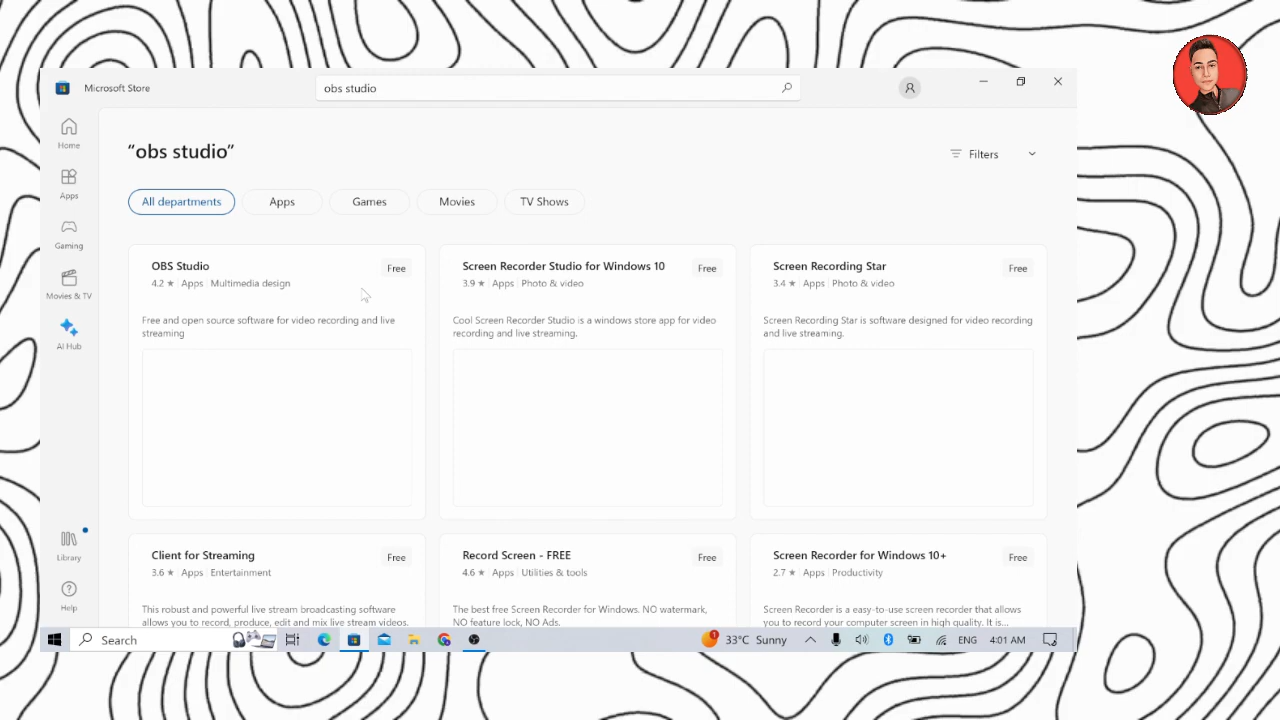 Microsoft Store
obs studio
Home
Apps
Gaming
Movies & TV
AI Hub
Library
Help
“obs studio”
Filters
All departments
Apps
Games
Movies
TV Shows
OBS Studio
Free
4.2 ★ Apps Multimedia design
Free and open source software for video recording and live
streaming
Screen Recorder Studio for Windows 10
Free
3.9 ★ Apps Photo & video
Cool Screen Recorder Studio is a windows store app for video
recording and live streaming.
Screen Recording Star
Free
3.4 ★ Apps Photo & video
Screen Recording Star is software designed for video recording
and live streaming.
Client for Streaming
Free
3.6 ★ Apps Entertainment
This robust and powerful live stream broadcasting software
allows you to record, produce, edit and mix live stream videos.
Record Screen - FREE
Free
4.6 ★ Apps Utilities & tools
The best free Screen Recorder for Windows. NO watermark,
NO feature lock, NO Ads.
Screen Recorder for Windows 10+
Free
2.7 ★ Apps Productivity
Screen Recorder is a easy-to-use screen recorder that allows
you to record your computer screen in high quality. It is...
Search
1
33°C Sunny
ENG
4:01 AM